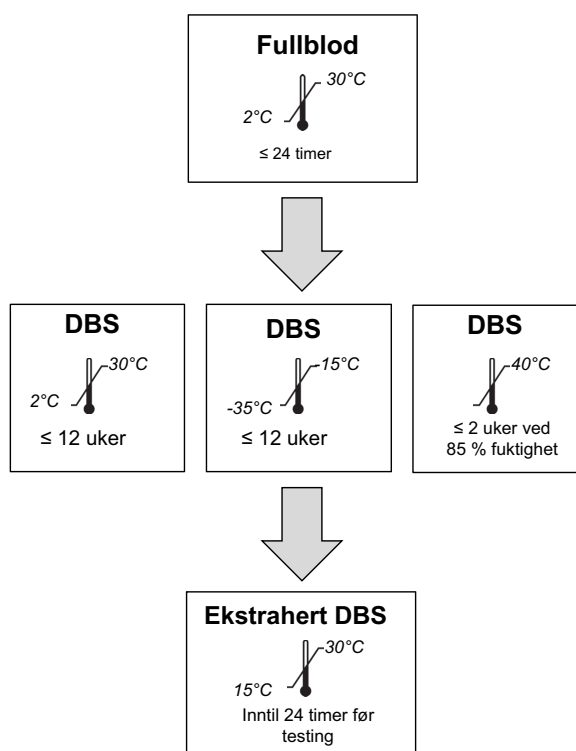 Fullblod
30°C
2°C
≤ 24 timer
DBS
30°C
2°C
≤ 12 uker
DBS
-15°C
-35°C
≤ 12 uker
DBS
40°C
≤ 2 uker ved
85 % fuktighet
Ekstrahert DBS
30°C
15°C
Inntil 24 timer før
testing